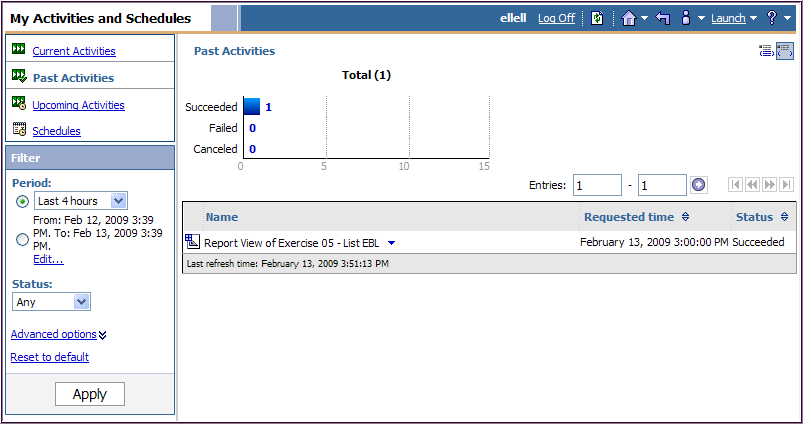 My Activities and Schedules
ellell Log Off Launch ?
Current Activities
Past Activities
Upcoming Activities
Schedules
Filter
Period:
Last 4 hours
From: Feb 12, 2009 3:39
PM. To: Feb 13, 2009 3:39
PM.
Edit...
Status:
Any
Advanced options
Reset to default
Apply
Past Activities
Total (1)
Succeeded 1
Failed 0
Canceled 0
0 5 10 15
Entries: 1 - 1
Name Requested time Status
Report View of Exercise 05 - List EBL February 13, 2009 3:00:00 PM Succeeded
Last refresh time: February 13, 2009 3:51:13 PM